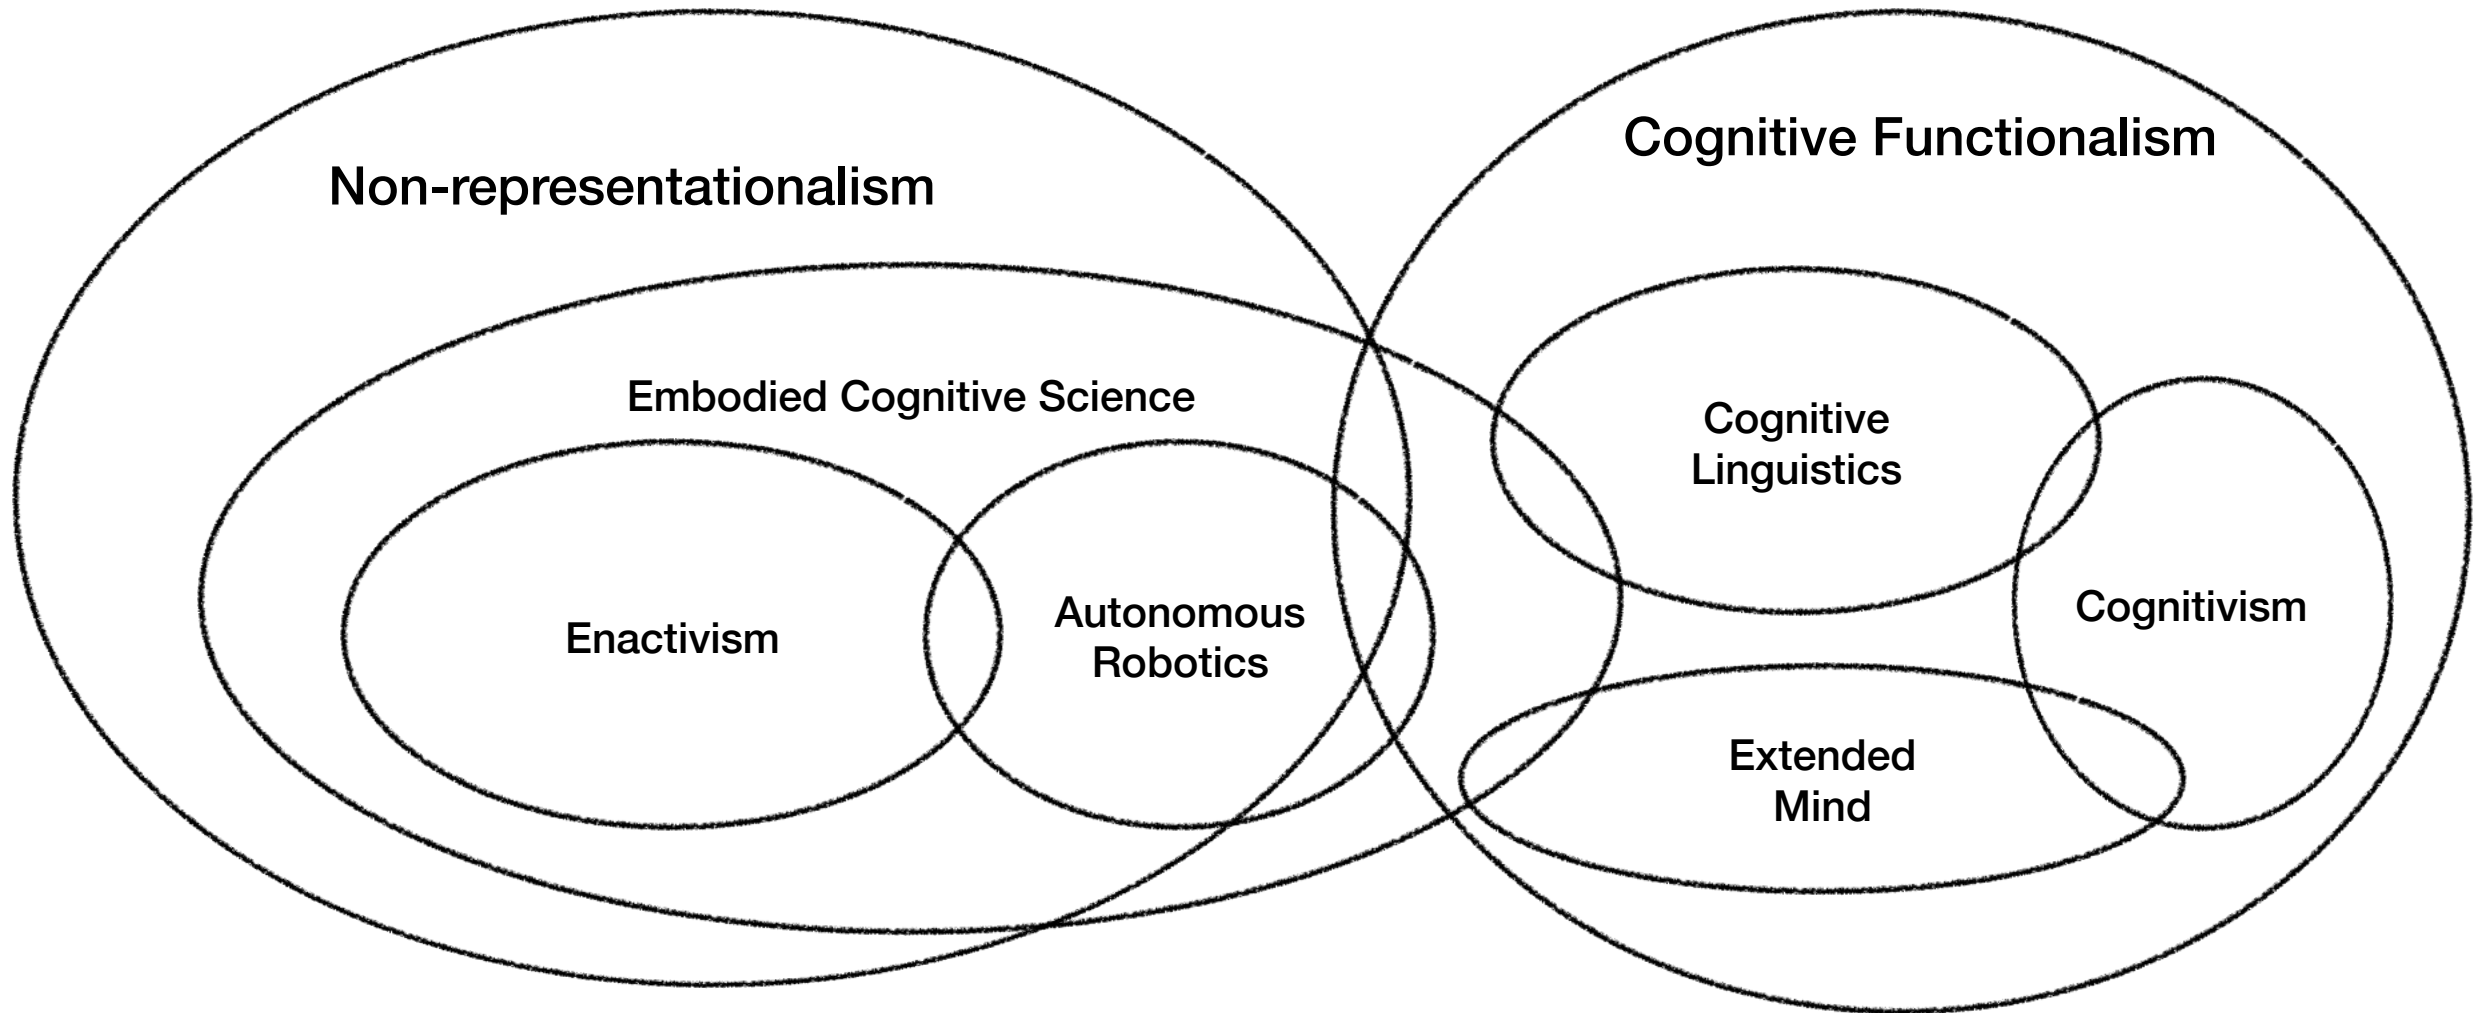 Non-representationalism
Cognitive Functionalism
Embodied Cognitive Science
Enactivism
Autonomous
Robotics
Cognitive
Linguistics
Cognitivism
Extended
Mind